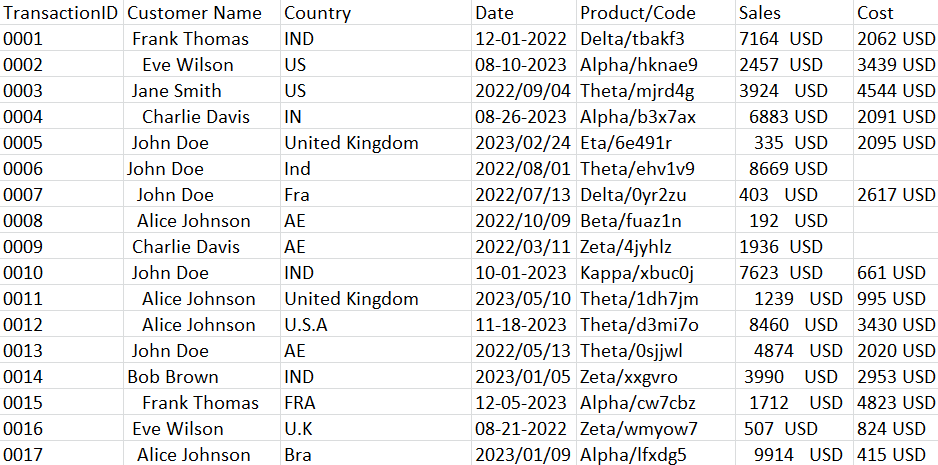 TransactionID Customer Name Country Date Product/Code Sales Cost
0001 Frank Thomas IND 12-01-2022 Delta/tbakf3 7164 USD 2062 USD
0002 Eve Wilson US 08-10-2023 Alpha/hknae9 2457 USD 3439 USD
0003 Jane Smith US 2022/09/04 Theta/mjrd4g 3924 USD 4544 USD
0004 Charlie Davis IN 08-26-2023 Alpha/b3x7ax 6883 USD 2091 USD
0005 John Doe United Kingdom 2023/02/24 Eta/6e491r 335 USD 2095 USD
0006 John Doe Ind 2022/08/01 Theta/ehv1v9 8669 USD
0007 John Doe Fra 2022/07/13 Delta/0yr2zu 403 USD 2617 USD
0008 Alice Johnson AE 2022/10/09 Beta/fuaz1n 192 USD
0009 Charlie Davis AE 2022/03/11 Zeta/4jyhlz 1936 USD
0010 John Doe IND 10-01-2023 Kappa/xbuc0j 7623 USD 661 USD
0011 Alice Johnson United Kingdom 2023/05/10 Theta/1dh7jm 1239 USD 995 USD
0012 Alice Johnson U.S.A 11-18-2023 Theta/d3mi7o 8460 USD 3430 USD
0013 John Doe AE 2022/05/13 Theta/0sjjwl 4874 USD 2020 USD
0014 Bob Brown IND 2023/01/05 Zeta/xxgvro 3990 USD 2953 USD
0015 Frank Thomas FRA 12-05-2023 Alpha/cw7cbz 1712 USD 4823 USD
0016 Eve Wilson U.K 08-21-2022 Zeta/wmyow7 507 USD 824 USD
0017 Alice Johnson Bra 2023/01/09 Alpha/lfxdg5 9914 USD 415 USD